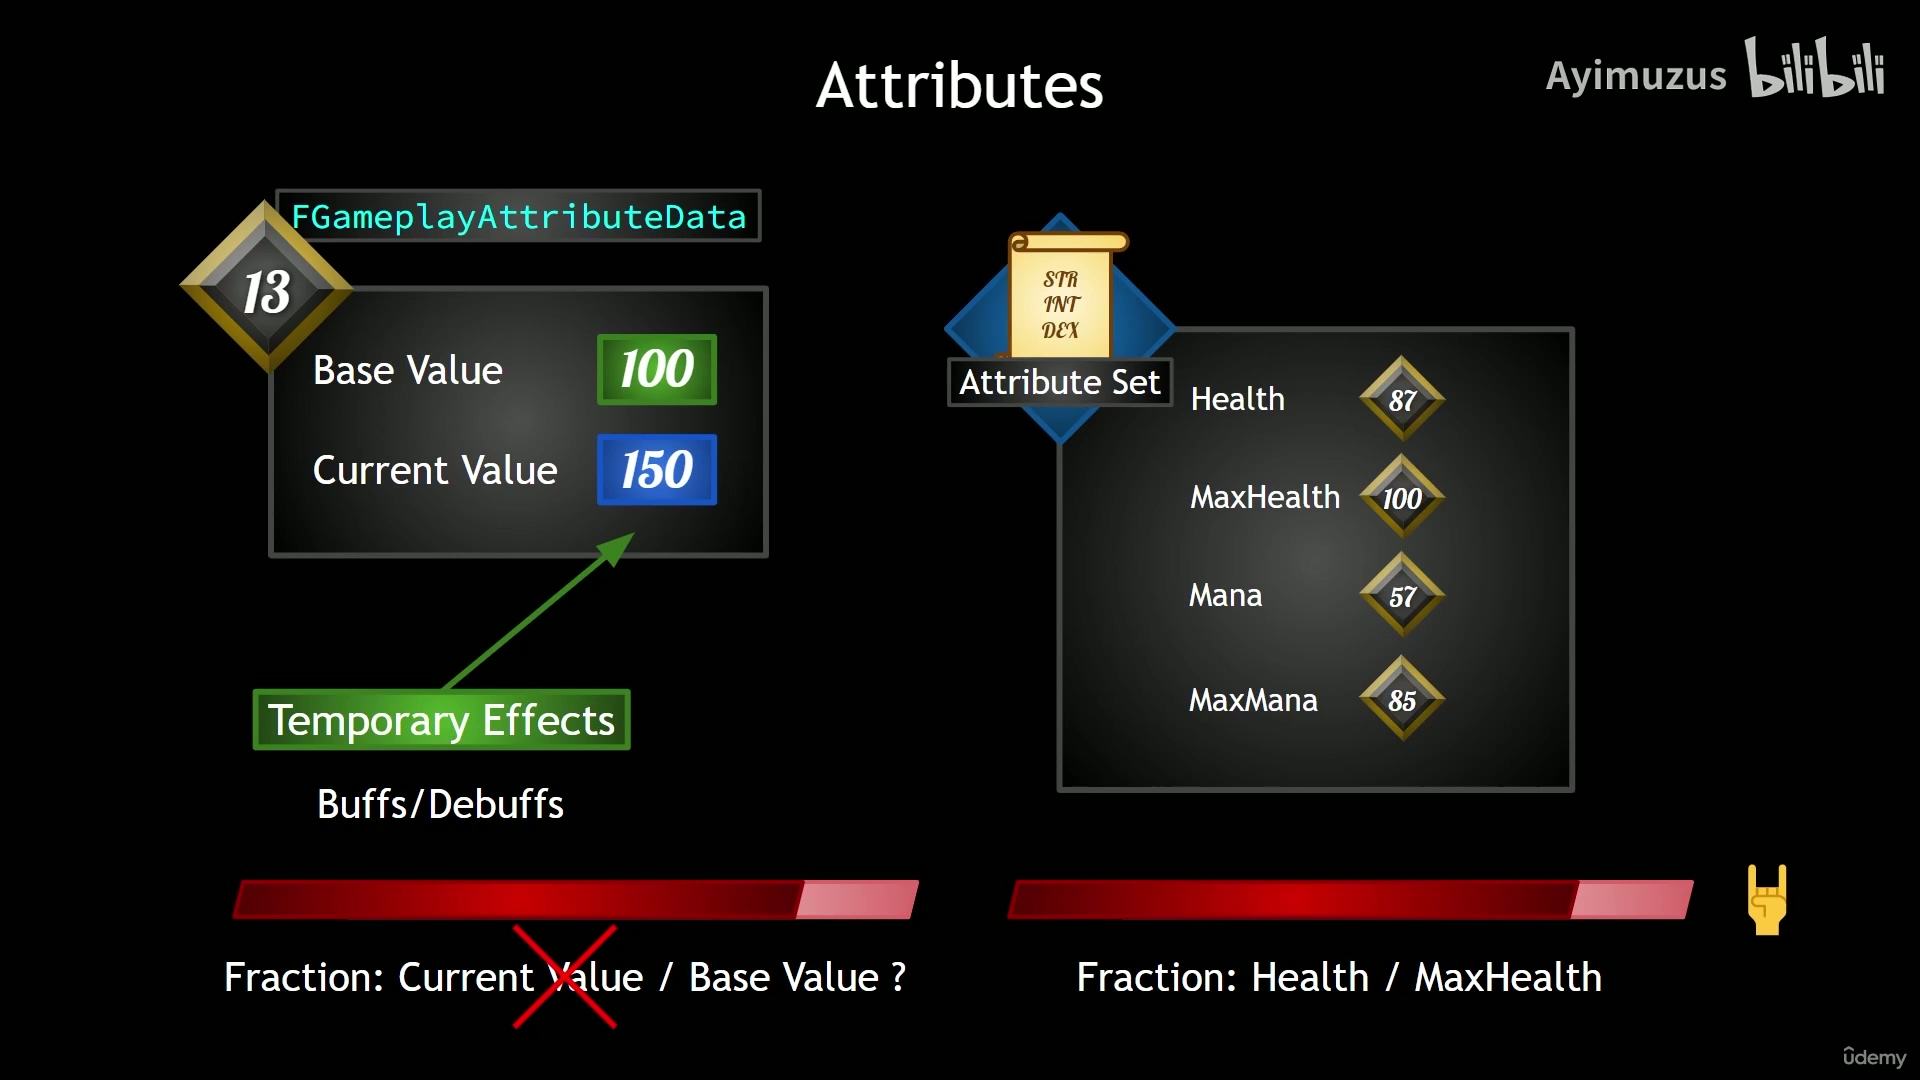 Attributes
Ayimuzus bilibili
FGameplayAttributeData
13
Base Value 100
Current Value 150
Temporary Effects
Buffs/Debuffs
Fraction: Current Value / Base Value ?
STR
INT
DEX
Attribute Set
Health 87
MaxHealth 100
Mana 57
MaxMana 85
Fraction: Health / MaxHealth
ûdemy